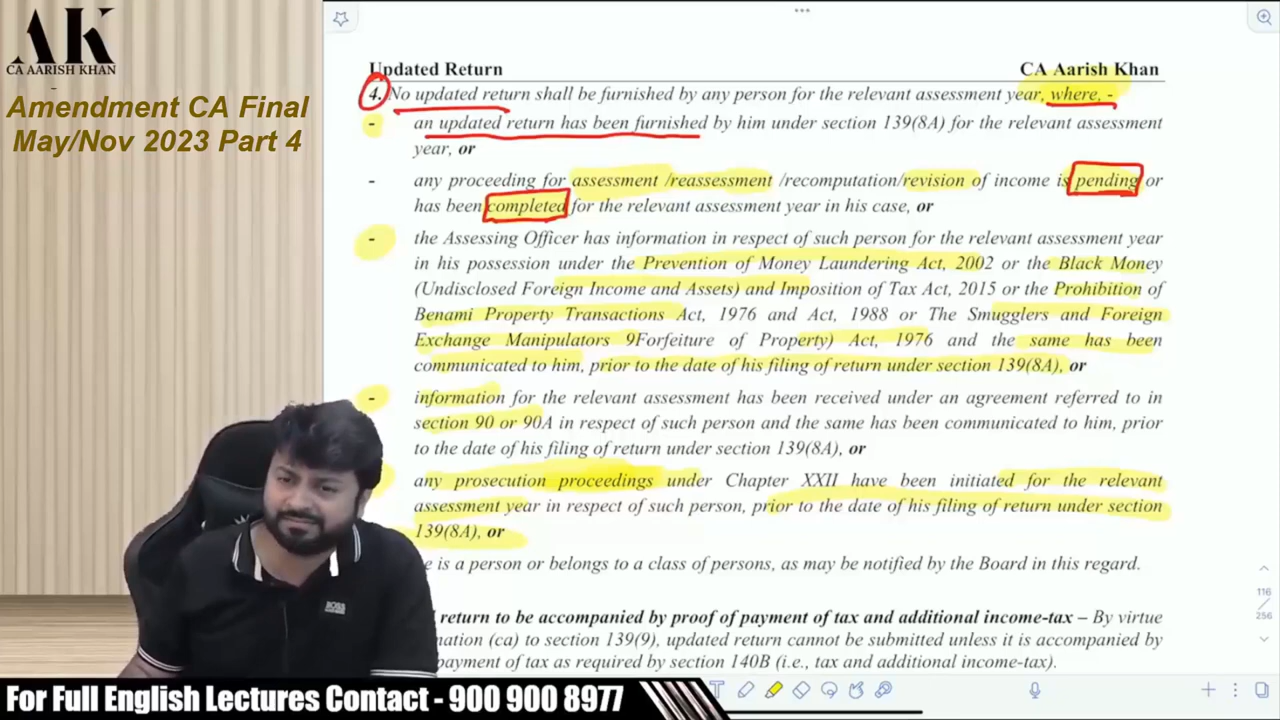 AK
CA AARISH KHAN
Amendment CA Final
May/Nov 2023 Part 4
Updated Return CA Aarish Khan
4. No updated return shall be furnished by any person for the relevant assessment year, where, -
- an updated return has been furnished by him under section 139(8A) for the relevant assessment
year, or
- any proceeding for assessment /reassessment /recomputation/revision of income is pending or
has been completed for the relevant assessment year in his case, or
- the Assessing Officer has information in respect of such person for the relevant assessment year
in his possession under the Prevention of Money Laundering Act, 2002 or the Black Money
(Undisclosed Foreign Income and Assets) and Imposition of Tax Act, 2015 or the Prohibition of
Benami Property Transactions Act, 1976 and Act, 1988 or The Smugglers and Foreign
Exchange Manipulators 9Forfeiture of Property) Act, 1976 and the same has been
communicated to him, prior to the date of his filing of return under section 139(8A), or
- information for the relevant assessment has been received under an agreement referred to in
section 90 or 90A in respect of such person and the same has been communicated to him, prior
to the date of his filing of return under section 139(8A), or
any prosecution proceedings under Chapter XXII have been initiated for the relevant
assessment year in respect of such person, prior to the date of his filing of return under section
139(8A), or
e is a person or belongs to a class of persons, as may be notified by the Board in this regard.
return to be accompanied by proof of payment of tax and additional income-tax – By virtue
nation (ca) to section 139(9), updated return cannot be submitted unless it is accompanied by
payment of tax as required by section 140B (i.e., tax and additional income-tax).
BOSS
116
256
For Full English Lectures Contact - 900 900 8977